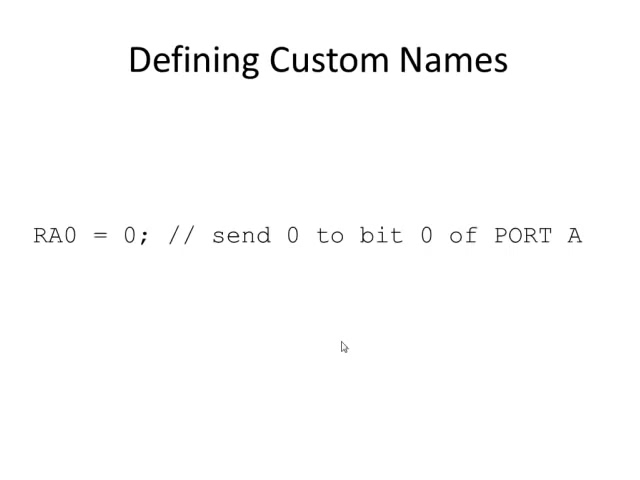 Defining Custom Names
RA0 = 0; // send 0 to bit 0 of PORT A